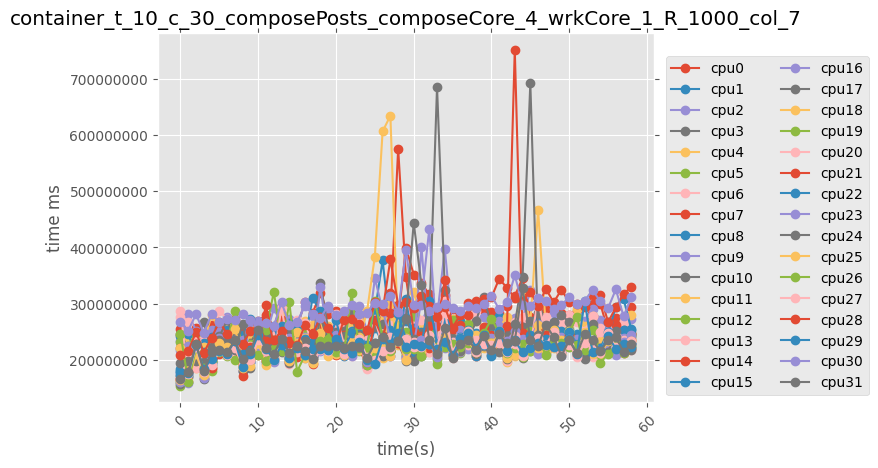 container_t_10_c_30_composePosts_composeCore_4_wrkCore_1_R_1000_col_7
700000000
600000000
500000000
400000000
300000000
200000000
time ms
0
10
20
30
40
50
60
time(s)
cpu0
cpu1
cpu2
cpu3
cpu4
cpu5
cpu6
cpu7
cpu8
cpu9
cpu10
cpu11
cpu12
cpu13
cpu14
cpu15
cpu16
cpu17
cpu18
cpu19
cpu20
cpu21
cpu22
cpu23
cpu24
cpu25
cpu26
cpu27
cpu28
cpu29
cpu30
cpu31